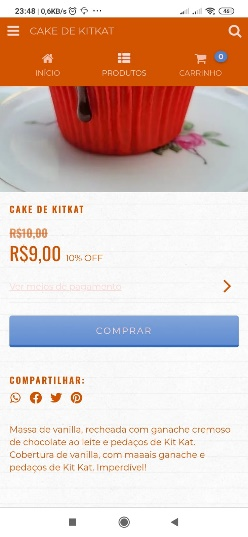 23:48 | 0,6KB/s ...
46
CAKE DE KITKAT
INÍCIO PRODUTOS CARRINHO
0
CAKE DE KITKAT
R$10,00
R$9,00 10% OFF
Ver meios de pagamento
COMPRAR
COMPARTILHAR:
Massa de vanilla, recheada com ganache cremoso
de chocolate ao leite e pedaços de Kit Kat.
Cobertura de vanilla, com maaais ganache e
pedaços de Kit Kat. Imperdível!